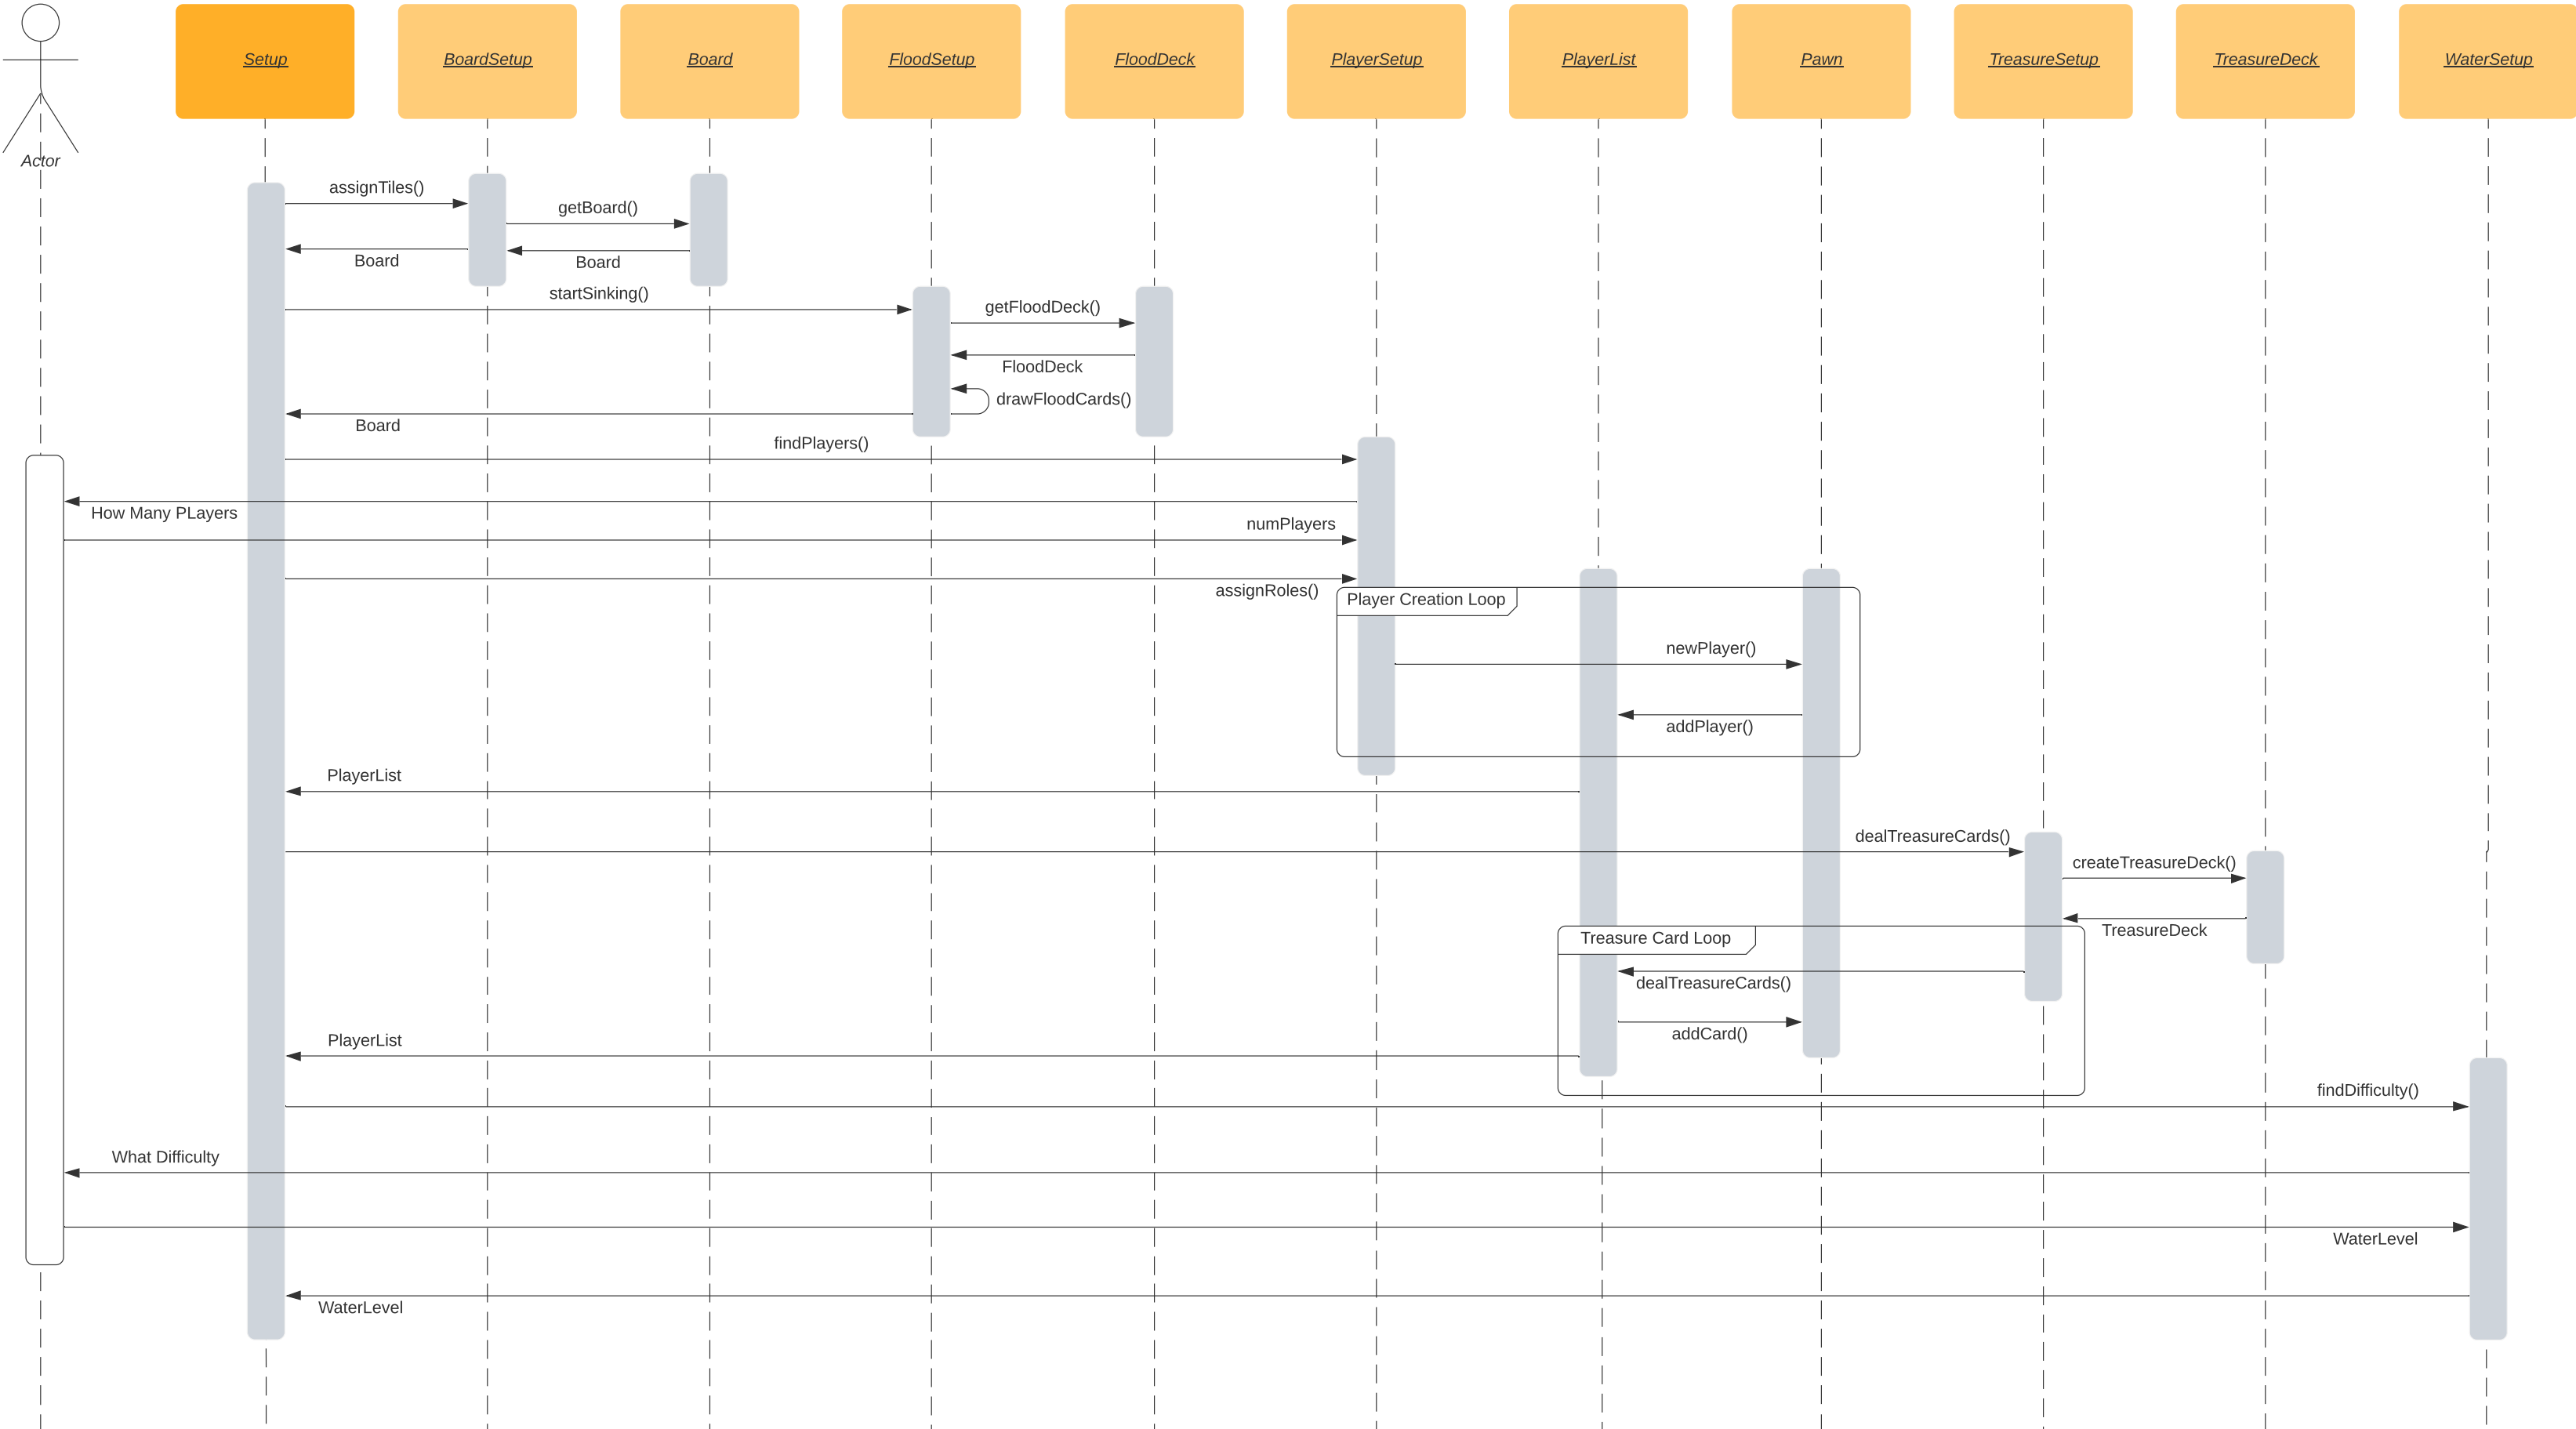 Setup
BoardSetup
Board
FloodSetup
FloodDeck
PlayerSetup
PlayerList
Pawn
TreasureSetup
TreasureDeck
WaterSetup
Actor
assignTiles()
getBoard()
Board
Board
startSinking()
getFloodDeck()
FloodDeck
drawFloodCards()
Board
findPlayers()
How Many PLayers
numPlayers
assignRoles()
Player Creation Loop
newPlayer()
addPlayer()
PlayerList
dealTreasureCards()
createTreasureDeck()
TreasureDeck
Treasure Card Loop
dealTreasureCards()
addCard()
PlayerList
findDifficulty()
What Difficulty
WaterLevel
WaterLevel